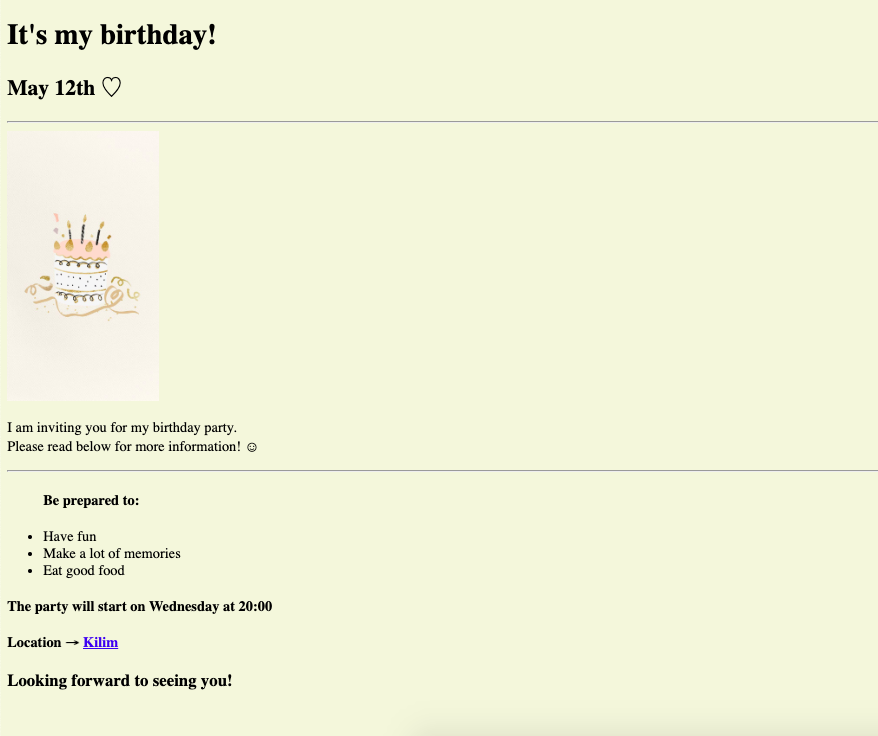 It's my birthday!
May 12th ♡
I am inviting you for my birthday party.
Please read below for more information! ☺
Be prepared to:
• Have fun
• Make a lot of memories
• Eat good food
The party will start on Wednesday at 20:00
Location → Kilim
Looking forward to seeing you!